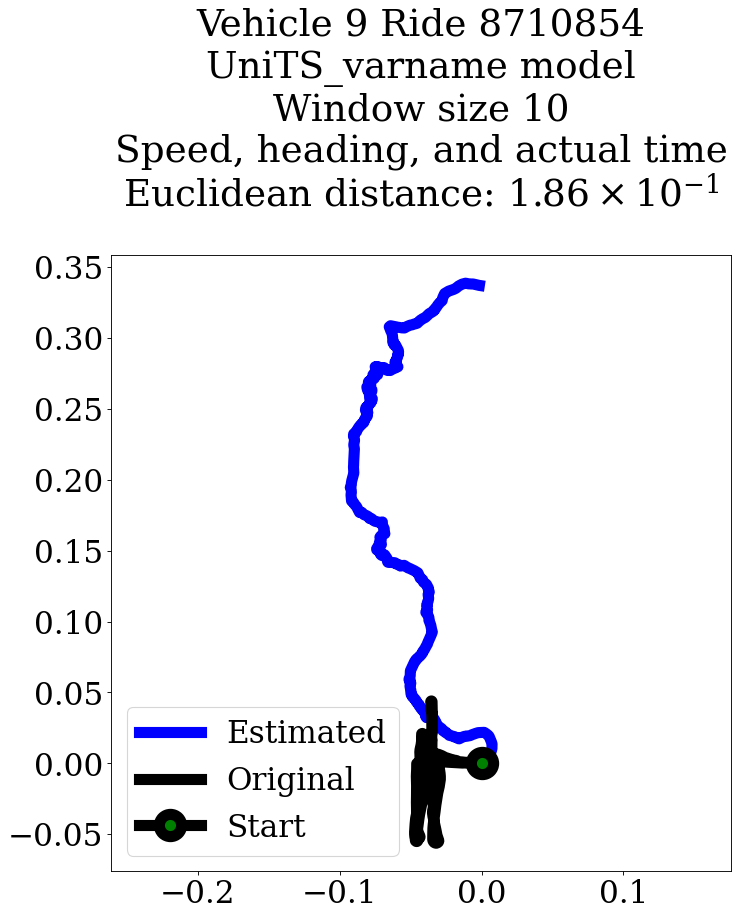 Vehicle 9 Ride 8710854
UniTS_varname model
Window size 10
Speed, heading, and actual time
Euclidean distance: 1.86 × 10⁻¹
0.35
0.30
0.25
0.20
0.15
0.10
0.05
0.00
−0.05
Estimated
Original
Start
−0.2 −0.1 0.0 0.1